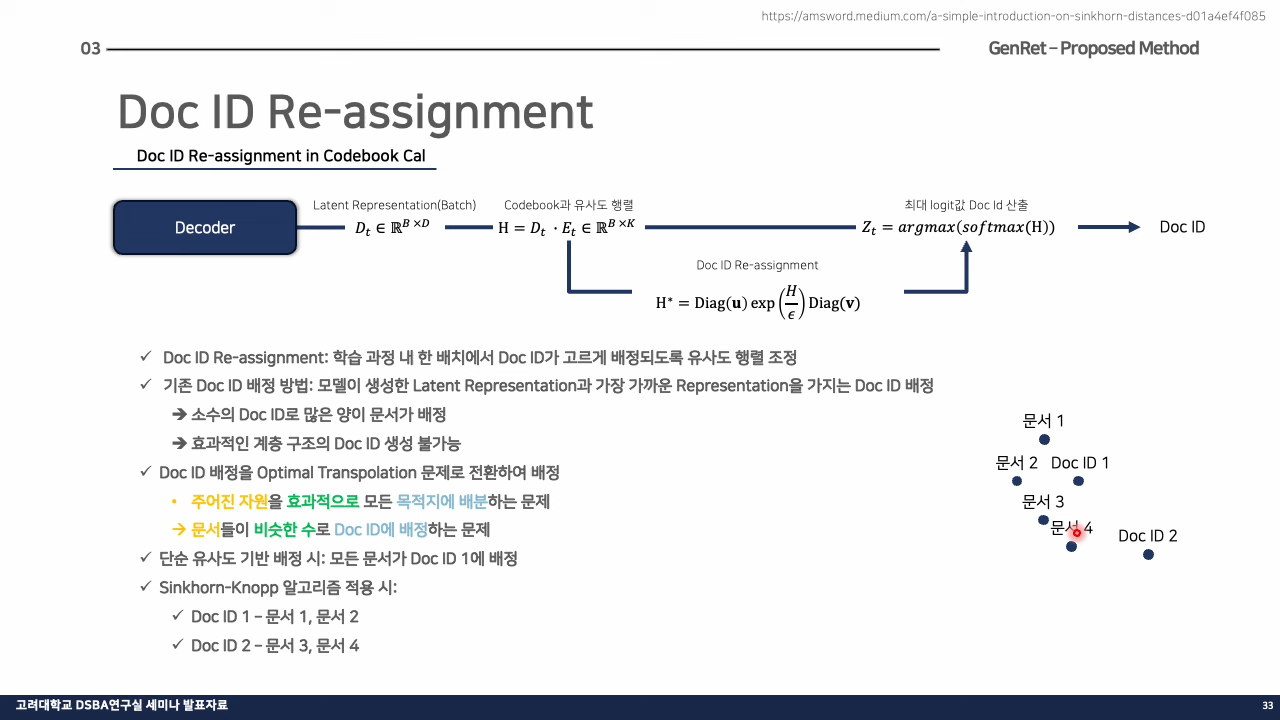 https://amsword.medium.com/a-simple-introduction-on-sinkhorn-distances-d01a4ef4f085
03
GenRet – Proposed Method
Doc ID Re-assignment
Doc ID Re-assignment in Codebook Cal
Latent Representation(Batch)
Codebook과 유사도 행렬
최대 logit값 Doc Id 산출
Decoder
D_t ∈ ℝ^{B×D}
H = D_t · E_t ∈ ℝ^{B×K}
Z_t = argmax(softmax(H))
Doc ID
Doc ID Re-assignment
H* = Diag(𝐮) exp (H/ϵ) Diag(𝐯)
✓ Doc ID Re-assignment: 학습 과정 내 한 배치에서 Doc ID가 고르게 배정되도록 유사도 행렬 조정
✓ 기존 Doc ID 배정 방법: 모델이 생성한 Latent Representation과 가장 가까운 Representation을 가지는 Doc ID 배정
➔ 소수의 Doc ID로 많은 양이 문서가 배정
➔ 효과적인 계층 구조의 Doc ID 생성 불가능
✓ Doc ID 배정을 Optimal Transpolation 문제로 전환하여 배정
• 주어진 자원을 효과적으로 모든 목적지에 배분하는 문제
→ 문서들이 비슷한 수로 Doc ID에 배정하는 문제
✓ 단순 유사도 기반 배정 시: 모든 문서가 Doc ID 1에 배정
✓ Sinkhorn-Knopp 알고리즘 적용 시:
✓ Doc ID 1 – 문서 1, 문서 2
✓ Doc ID 2 – 문서 3, 문서 4
문서 1
문서 2 Doc ID 1
문서 3
문서 4
Doc ID 2
고려대학교 DSBA연구실 세미나 발표자료
33